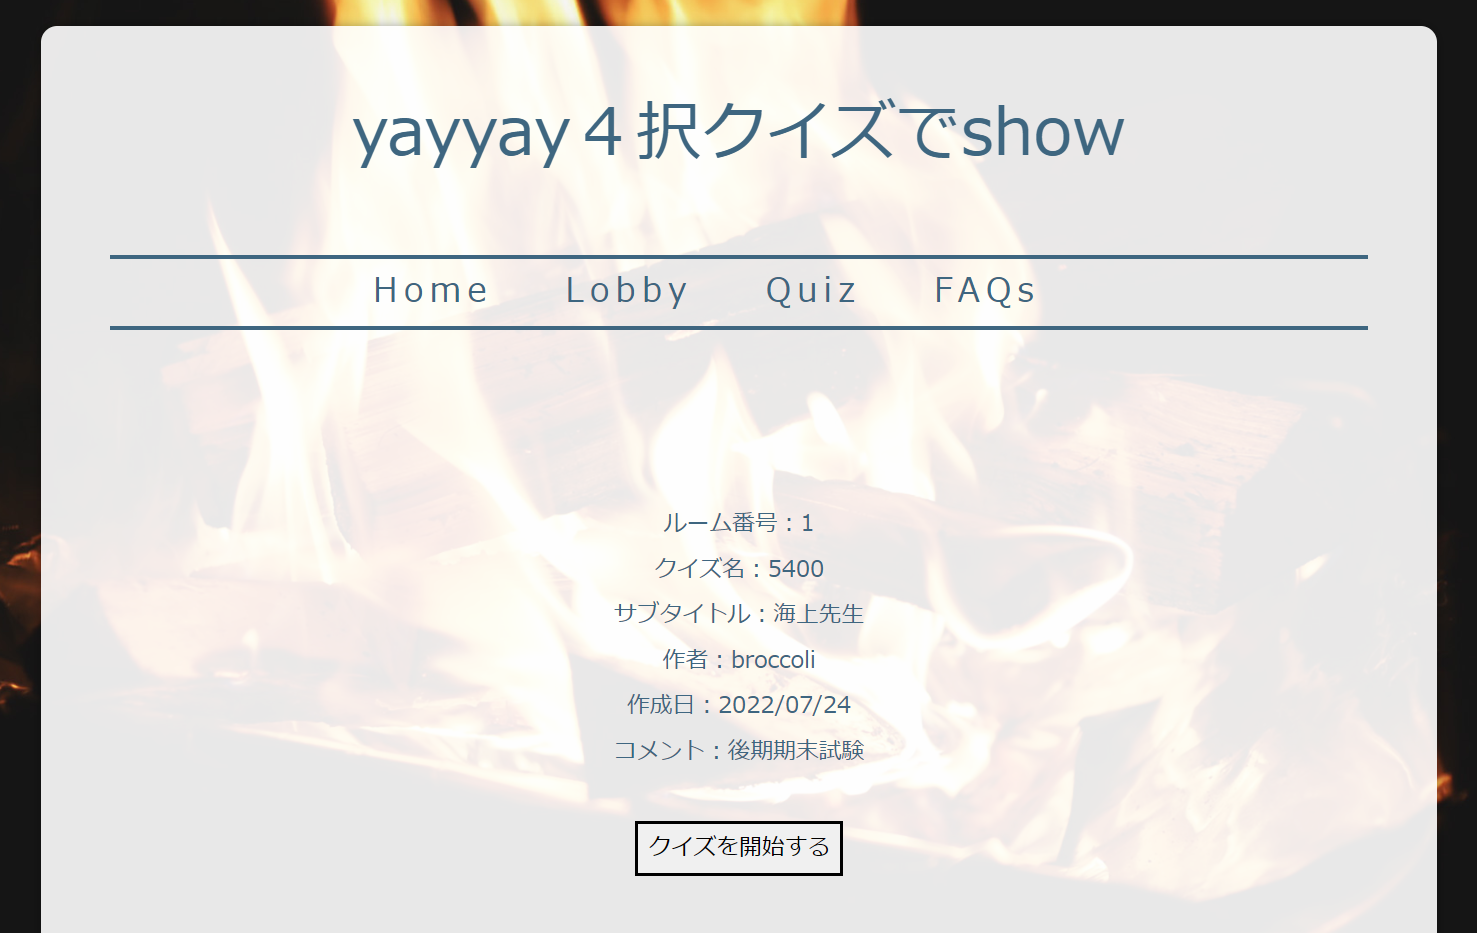 yayyay４択クイズでshow
Home Lobby Quiz FAQs
ルーム番号：1
クイズ名：5400
サブタイトル：海上先生
作者：broccoli
作成日：2022/07/24
コメント：後期期末試験
クイズを開始する